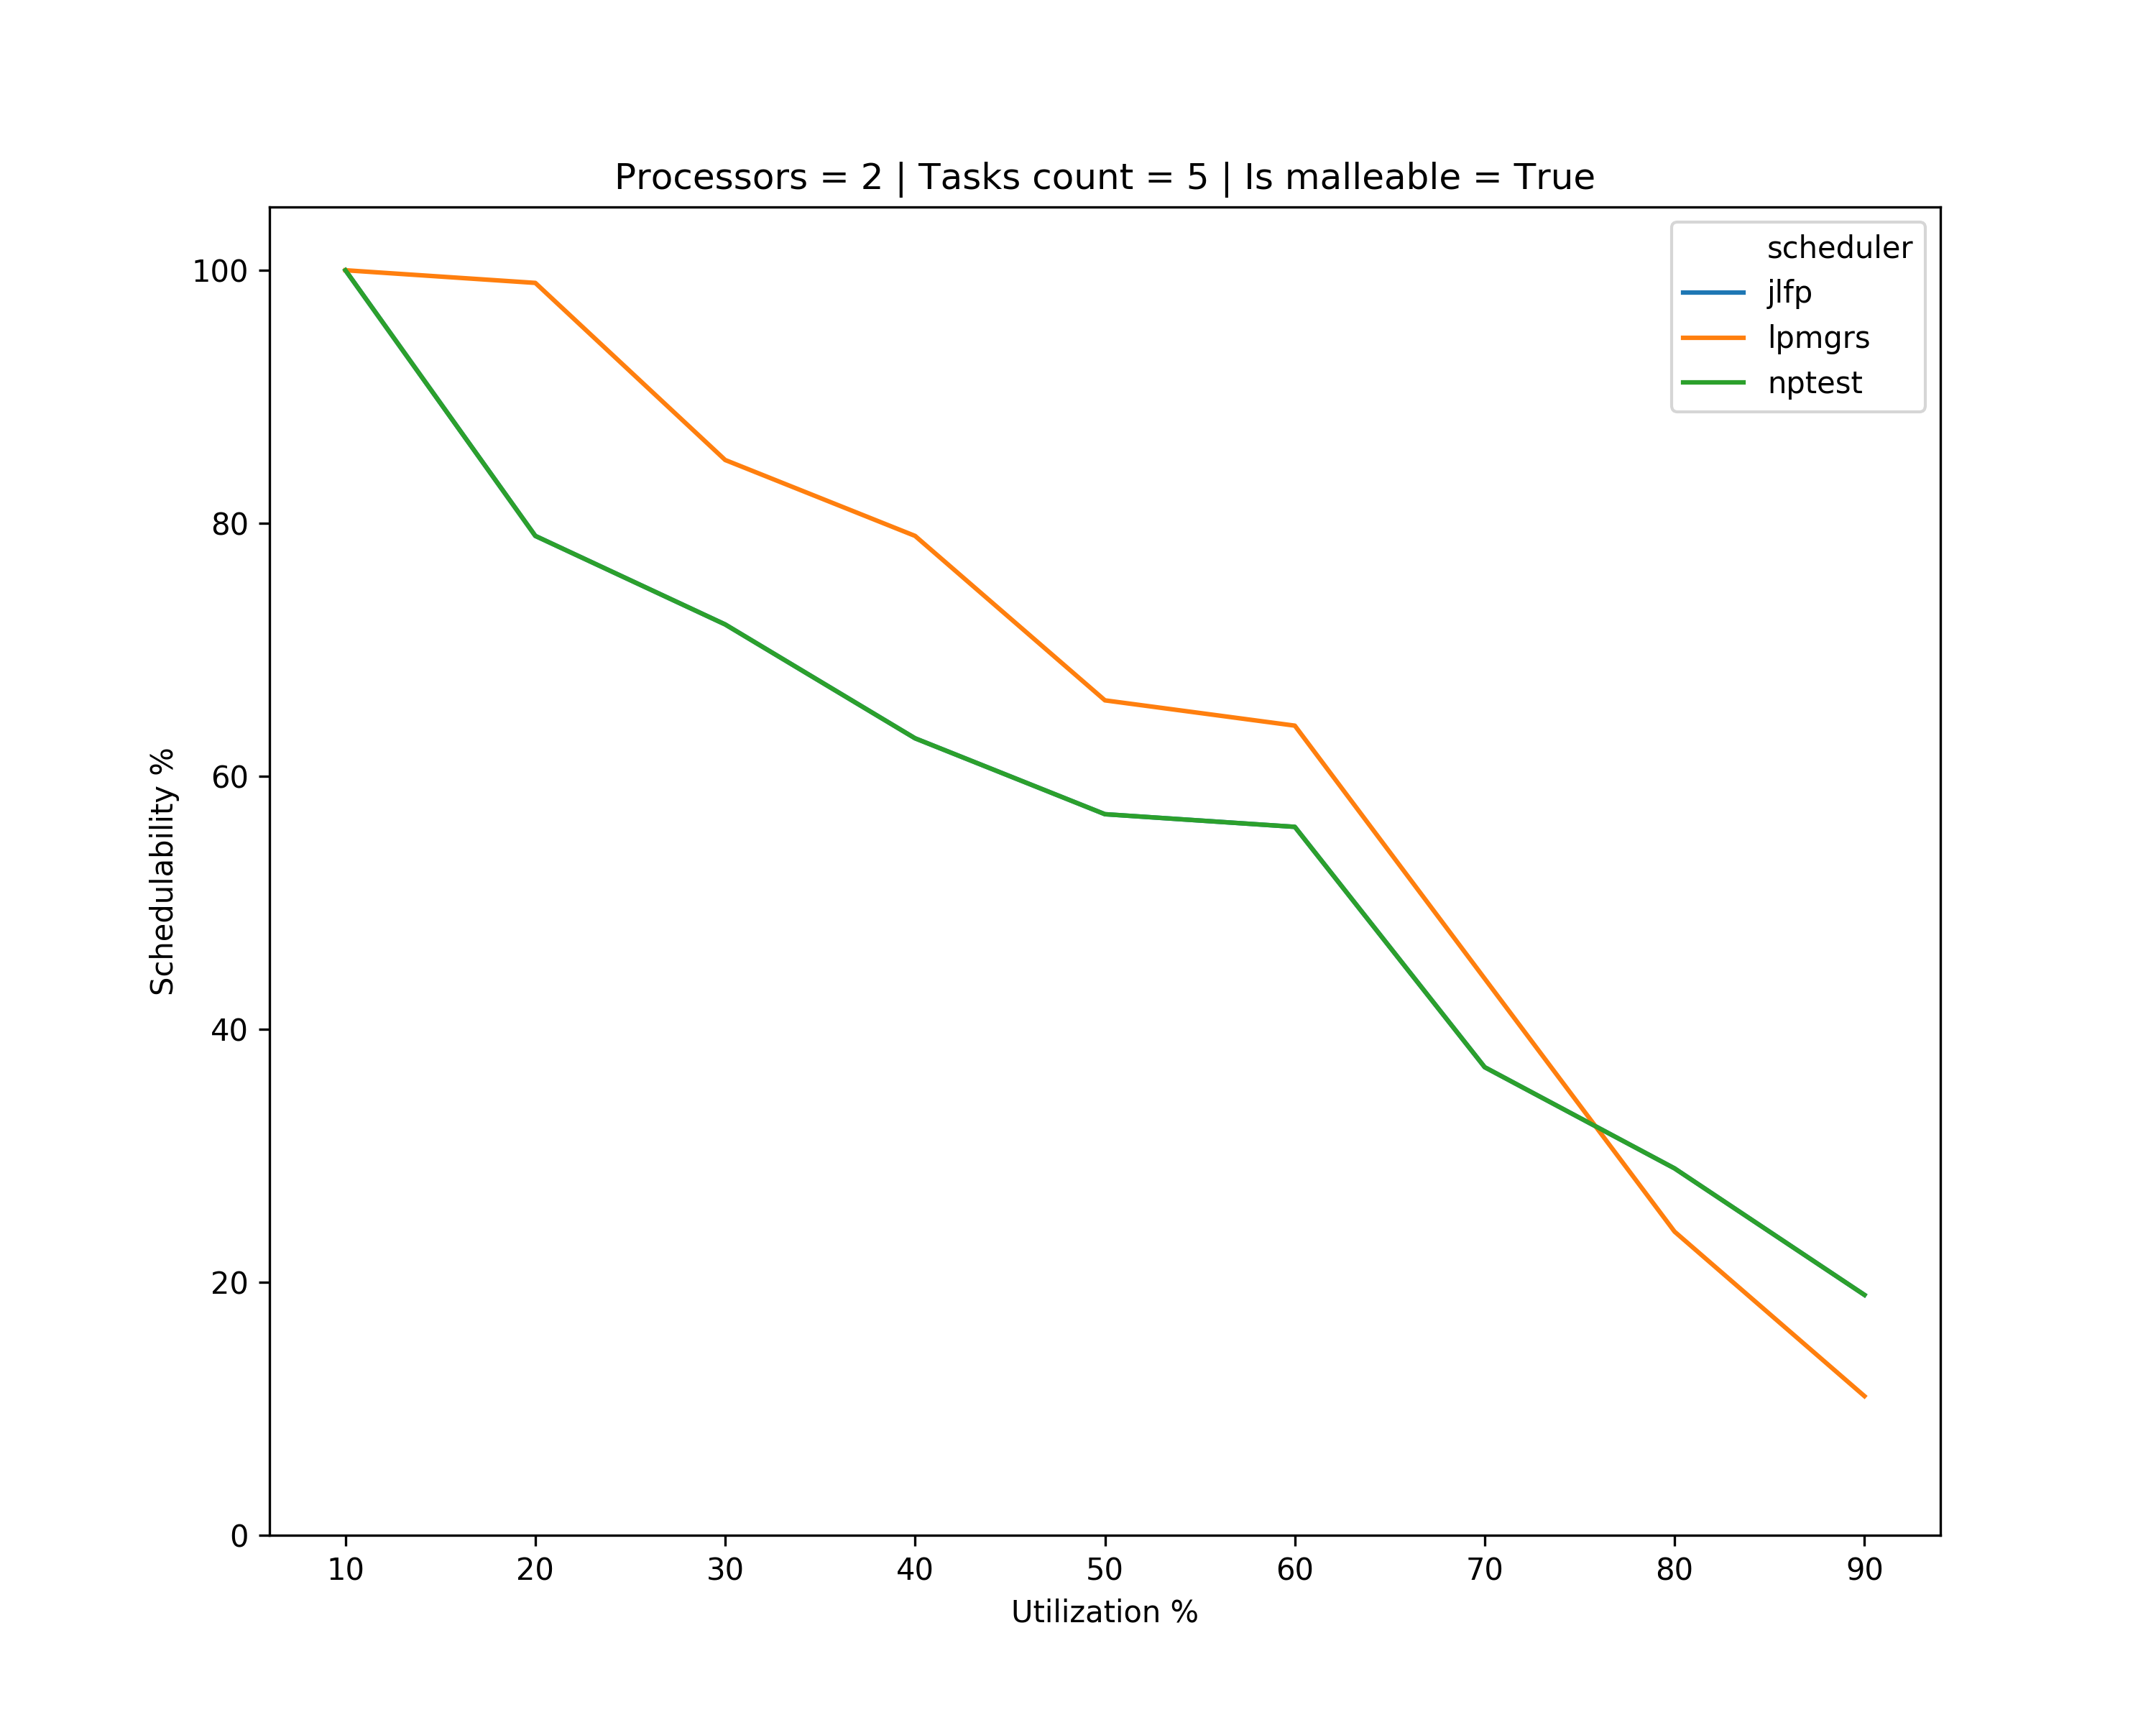 Processors = 2 | Tasks count = 5 | Is malleable = True
scheduler
jlfp
lpmgrs
nptest
100
80
60
40
20
0
Schedulability %
10 20 30 40 50 60 70 80 90
Utilization %